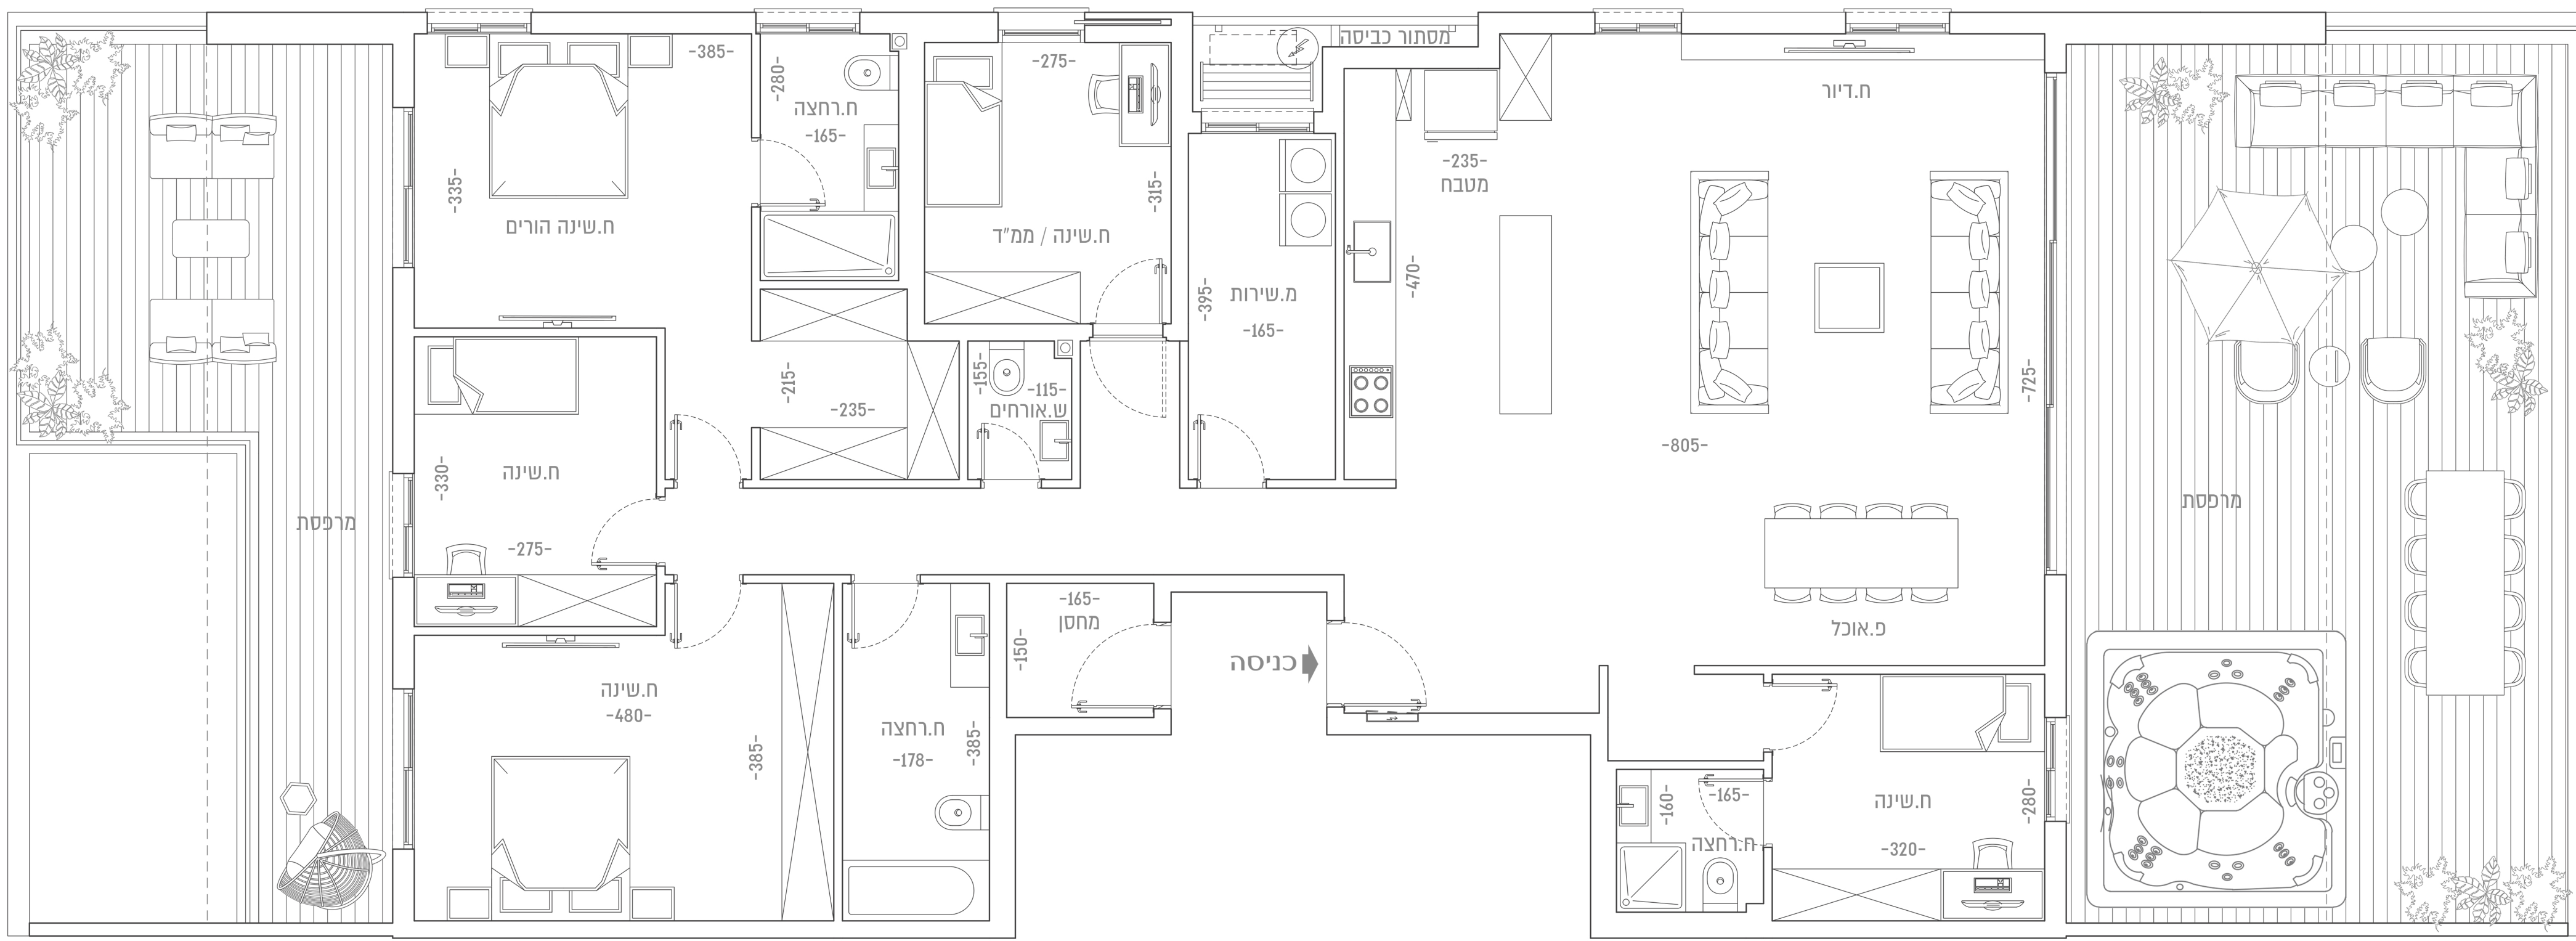 מסתור כביסה
ח.דיור
-385-
-280-
ח.רחצה
-165-
-275-
-315-
ח.שינה / ממ"ד
-335-
ח.שינה הורים
-235-
מטבח
-470-
מ.שירות
-395-
-165-
-725-
-805-
-215-
-235-
-155-
-115-
ש.אורחים
ח.שינה
-330-
-275-
מרפסת
מרפסת
פ.אוכל
-165-
מחסן
-150-
כניסה
ח.שינה
-480-
-385-
ח.רחצה
-178-
-385-
-165-
-160-
ח.רחצה
ח.שינה
-280-
-320-